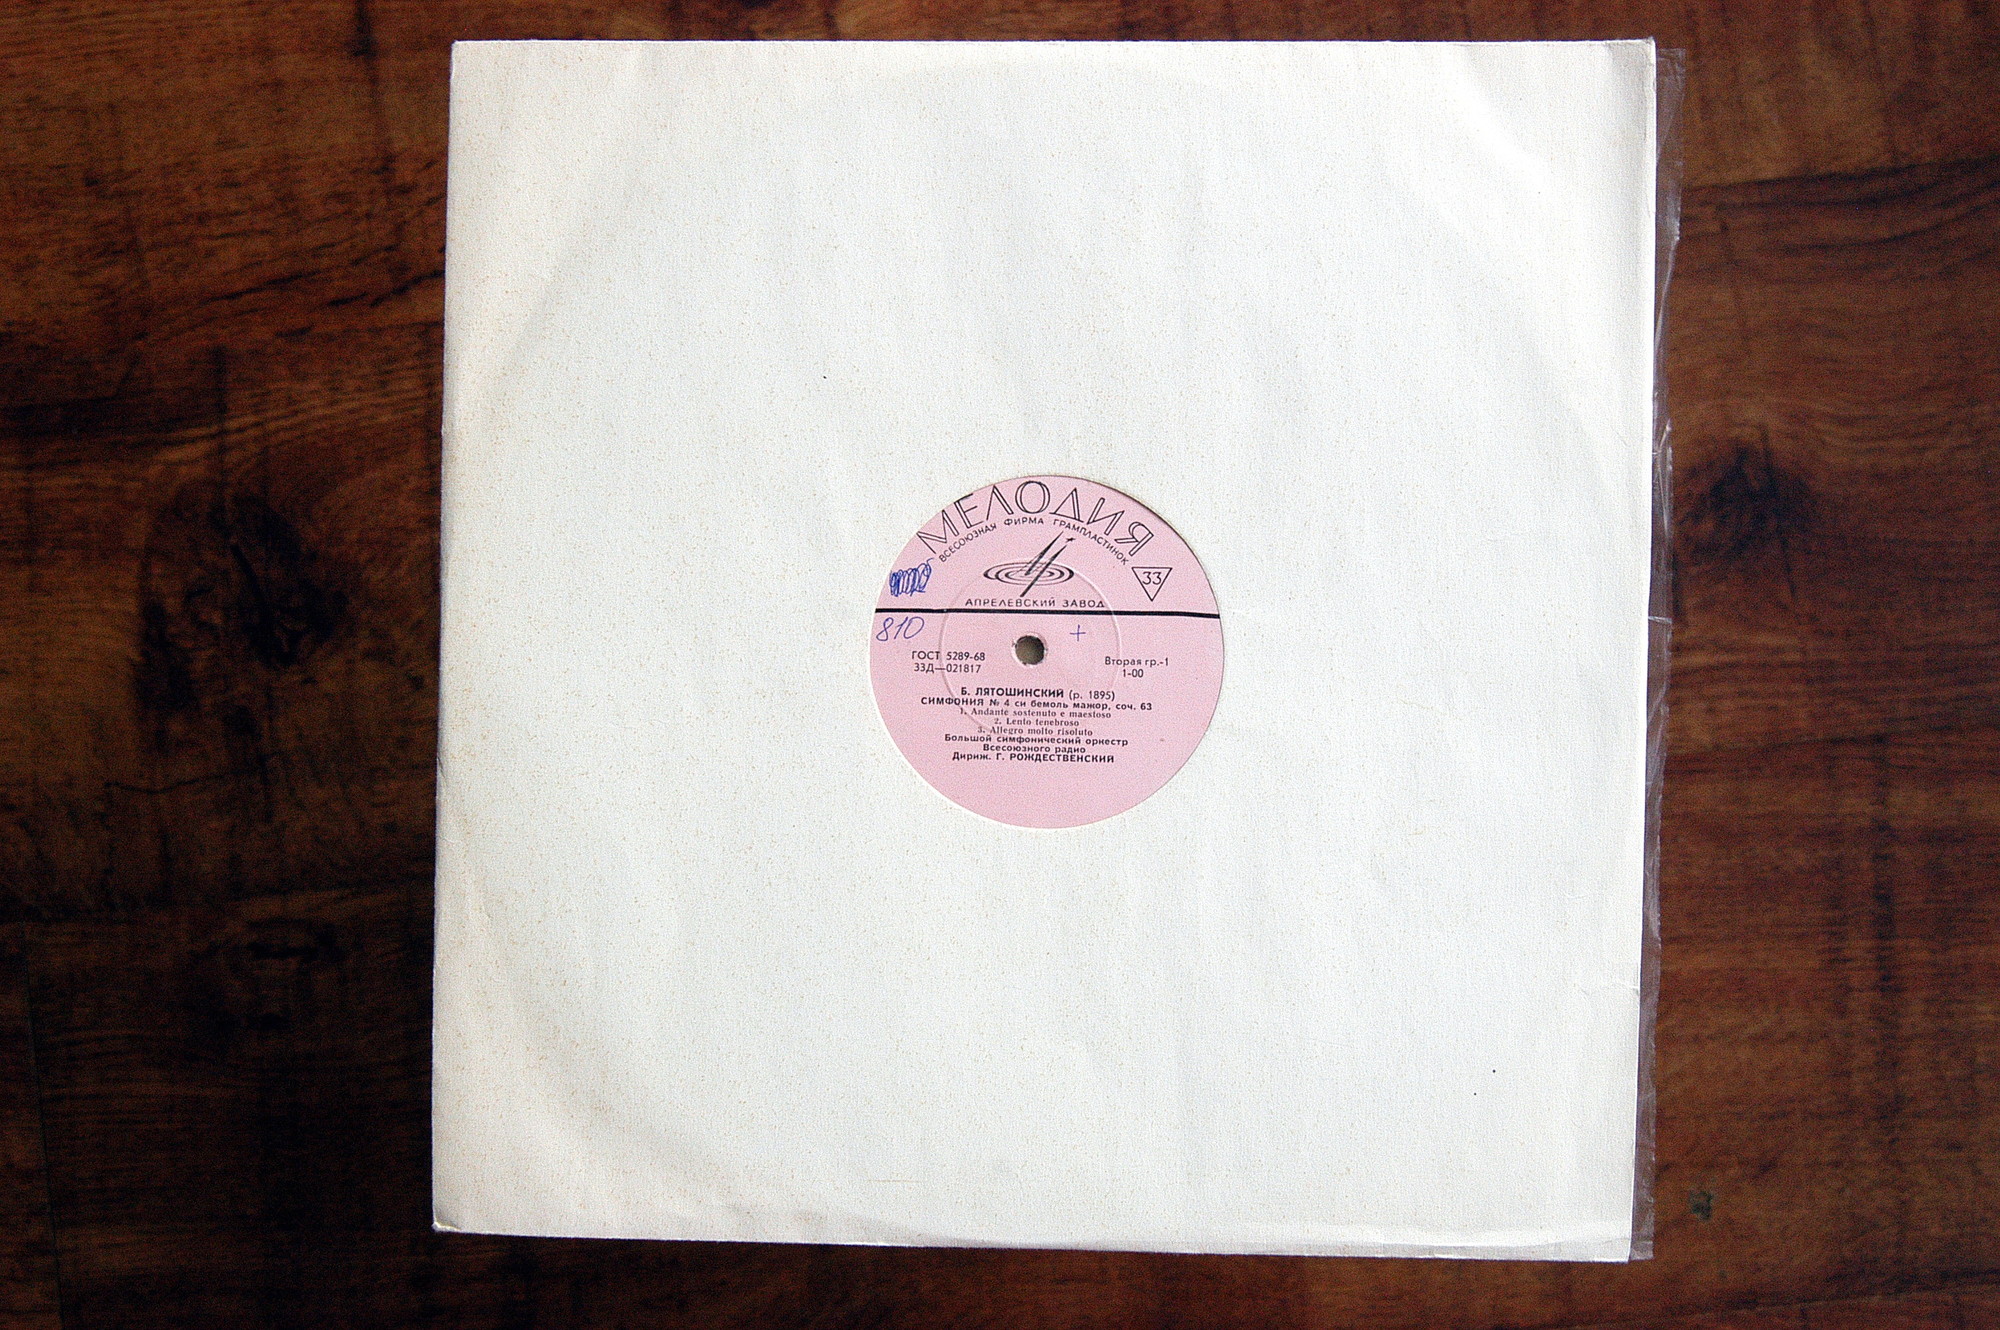 МЕЛОДИЯ
ВСЕСОЮЗНАЯ ФИРМА ГРАМПЛАСТИНОК
33
АПРЕЛЕВСКИЙ ЗАВОД
810 +
ГОСТ 5289-68
33Д—021817
Вторая гр.-1
1-00
Б. ЛЯТОШИНСКИЙ (р. 1895)
СИМФОНИЯ № 4 си бемоль мажор, соч. 63
1. Andante sostenuto e maestoso
2. Lento tenebroso
3. Allegro molto risoluto
Большой симфонический оркестр
Всесоюзного радио
Дириж. Г. РОЖДЕСТВЕНСКИЙ